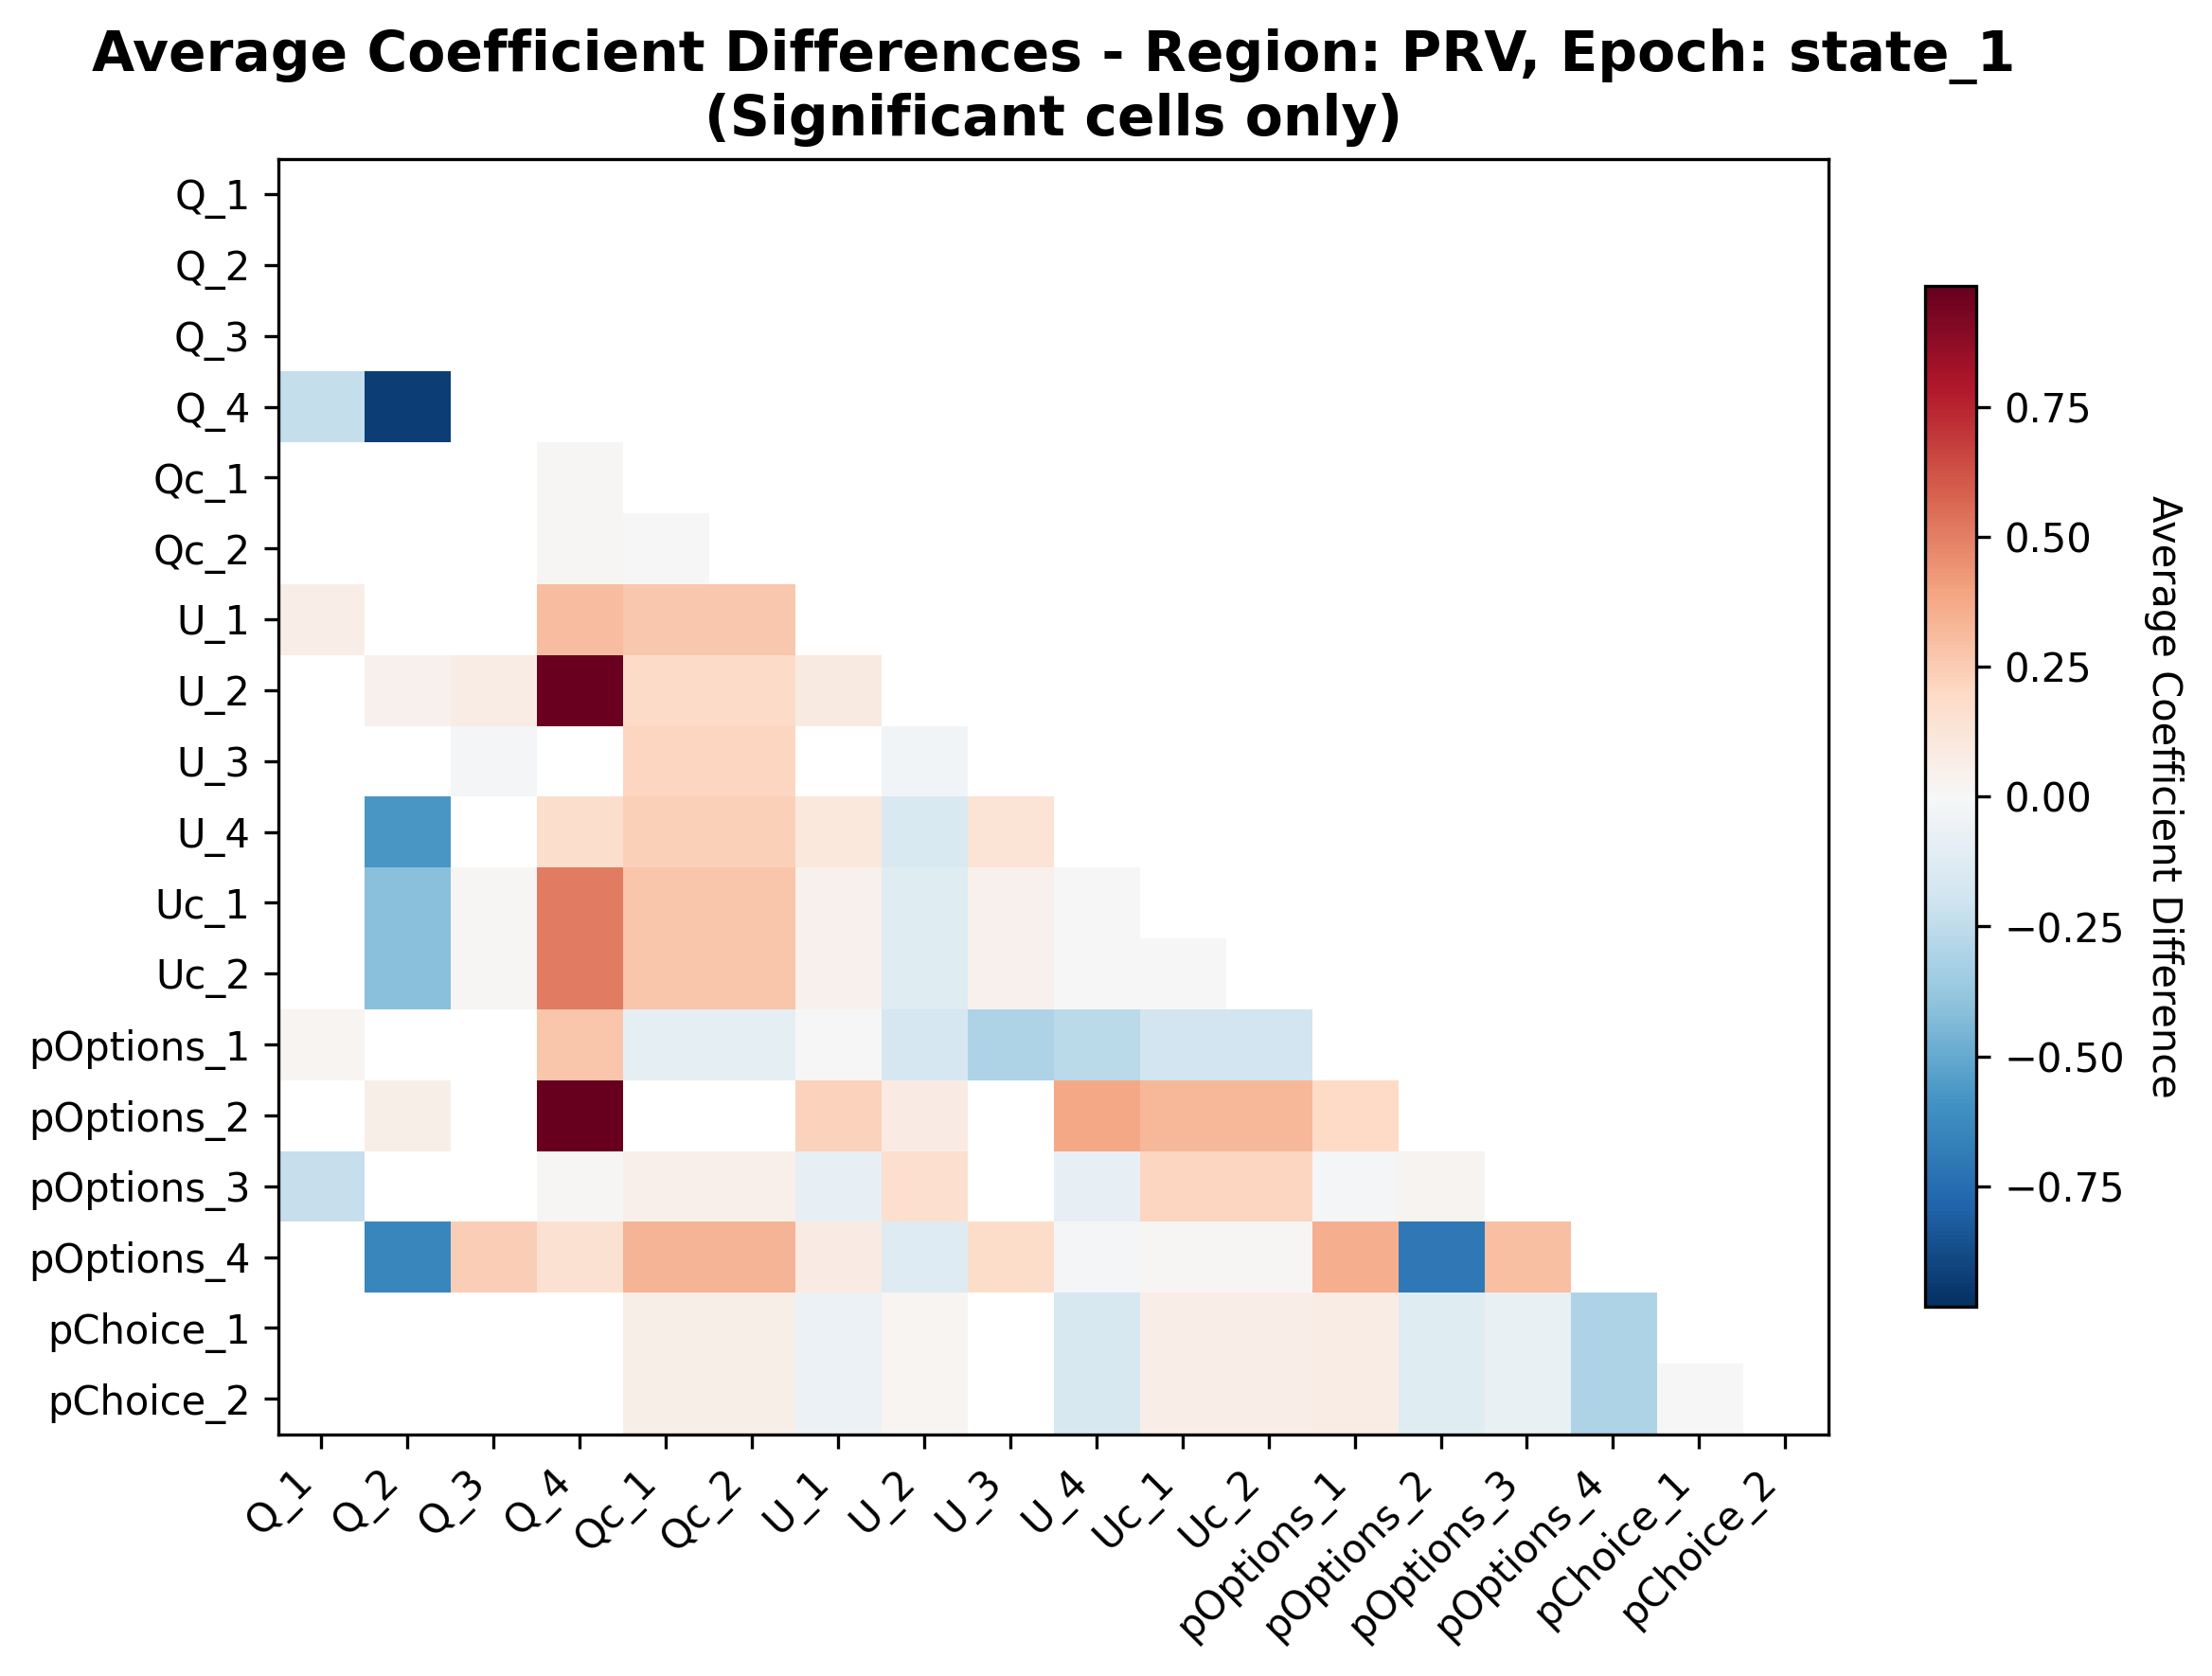 Average Coefficient Differences - Region: PRV, Epoch: state_1
(Significant cells only)
Q_1
Q_2
Q_3
Q_4
Qc_1
Qc_2
U_1
U_2
U_3
U_4
Uc_1
Uc_2
pOptions_1
pOptions_2
pOptions_3
pOptions_4
pChoice_1
pChoice_2
Q_1
Q_2
Q_3
Q_4
Qc_1
Qc_2
U_1
U_2
U_3
U_4
Uc_1
Uc_2
pOptions_1
pOptions_2
pOptions_3
pOptions_4
pChoice_1
pChoice_2
0.75
0.50
0.25
0.00
−0.25
−0.50
−0.75
Average Coefficient Difference